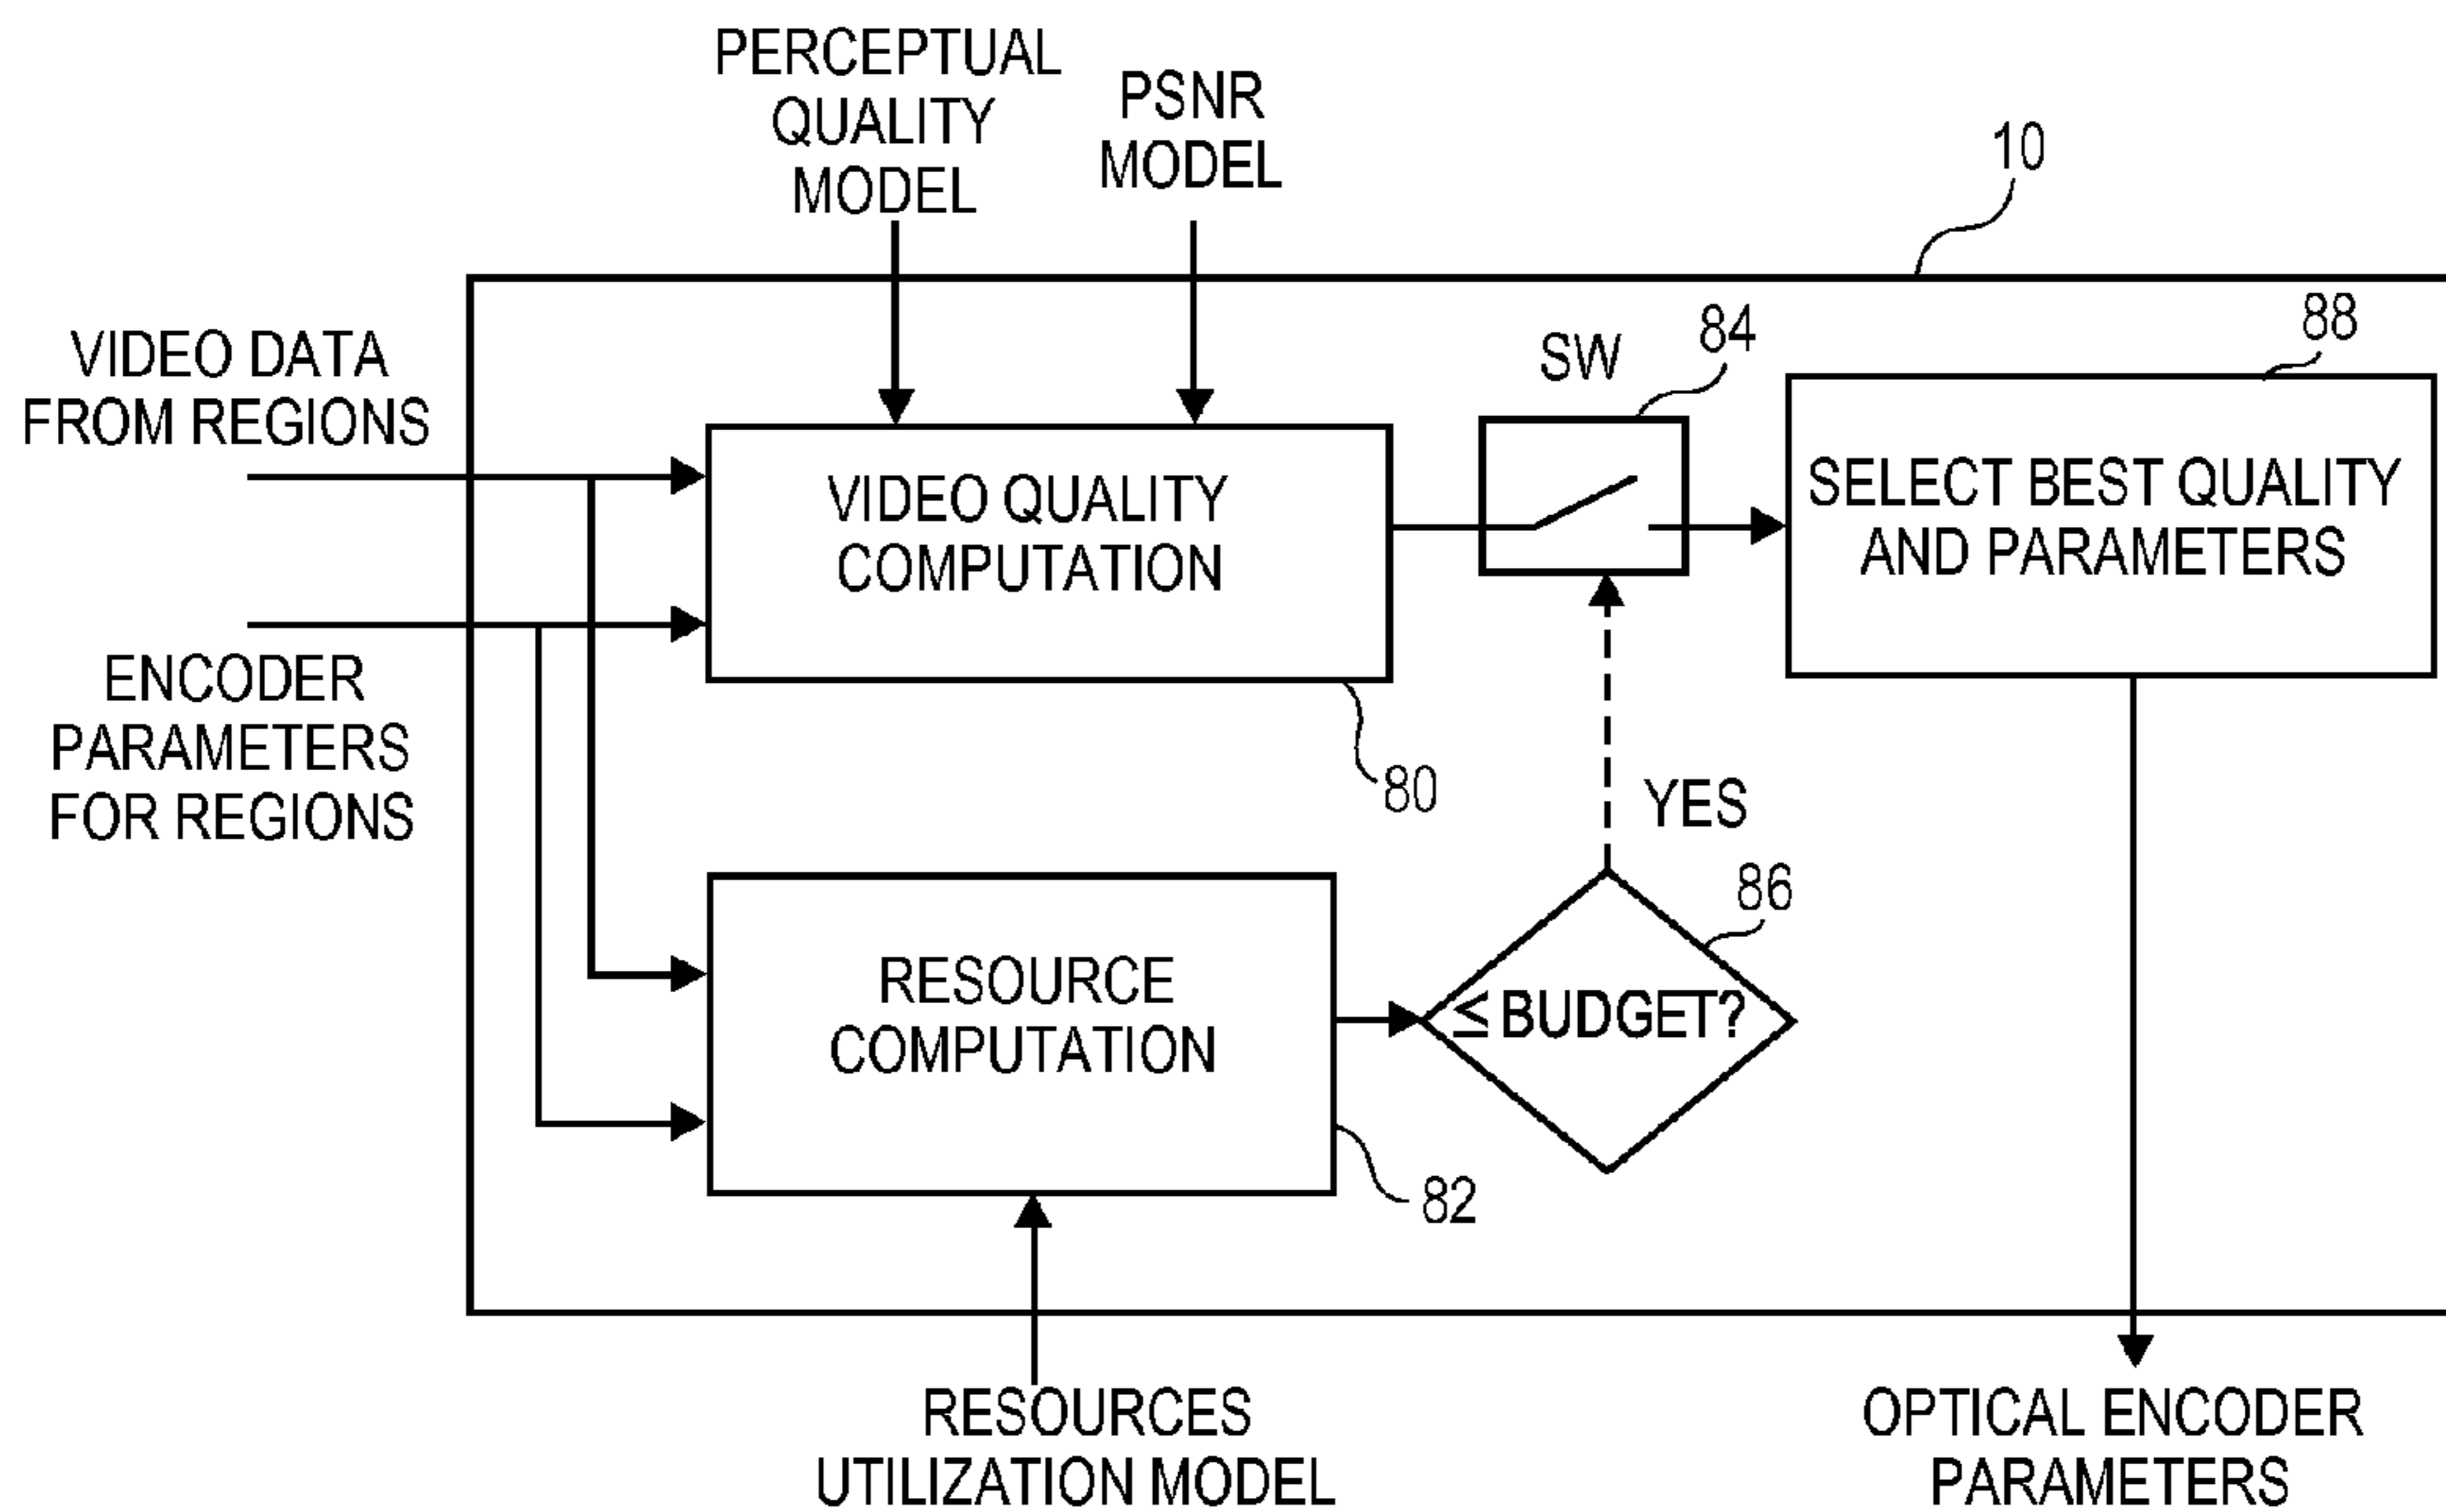 PERCEPTUAL
QUALITY
MODEL
PSNR
MODEL
10
VIDEO DATA
FROM REGIONS
SW
84
88
VIDEO QUALITY
COMPUTATION
SELECT BEST QUALITY
AND PARAMETERS
ENCODER
PARAMETERS
FOR REGIONS
80
YES
86
RESOURCE
COMPUTATION
≤ BUDGET?
82
RESOURCES
UTILIZATION MODEL
OPTICAL ENCODER
PARAMETERS